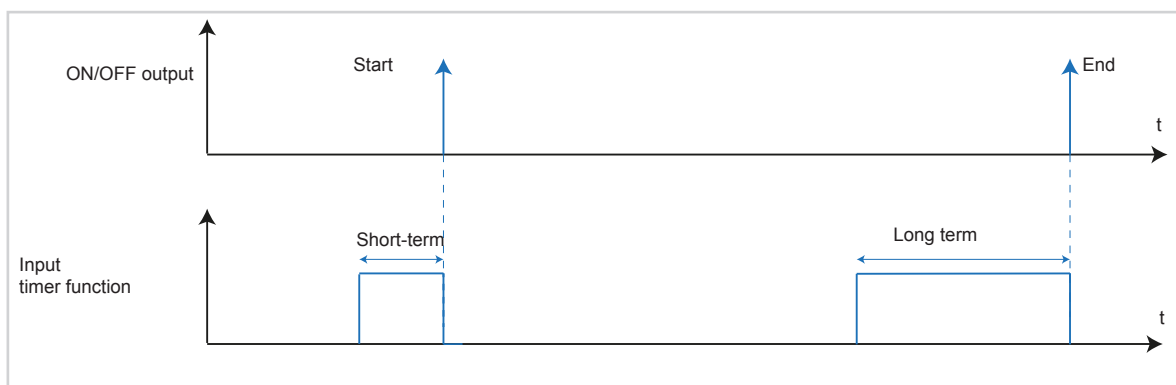 ON/OFF output
Start
End
t
Input
timer function
Short-term
Long term
t